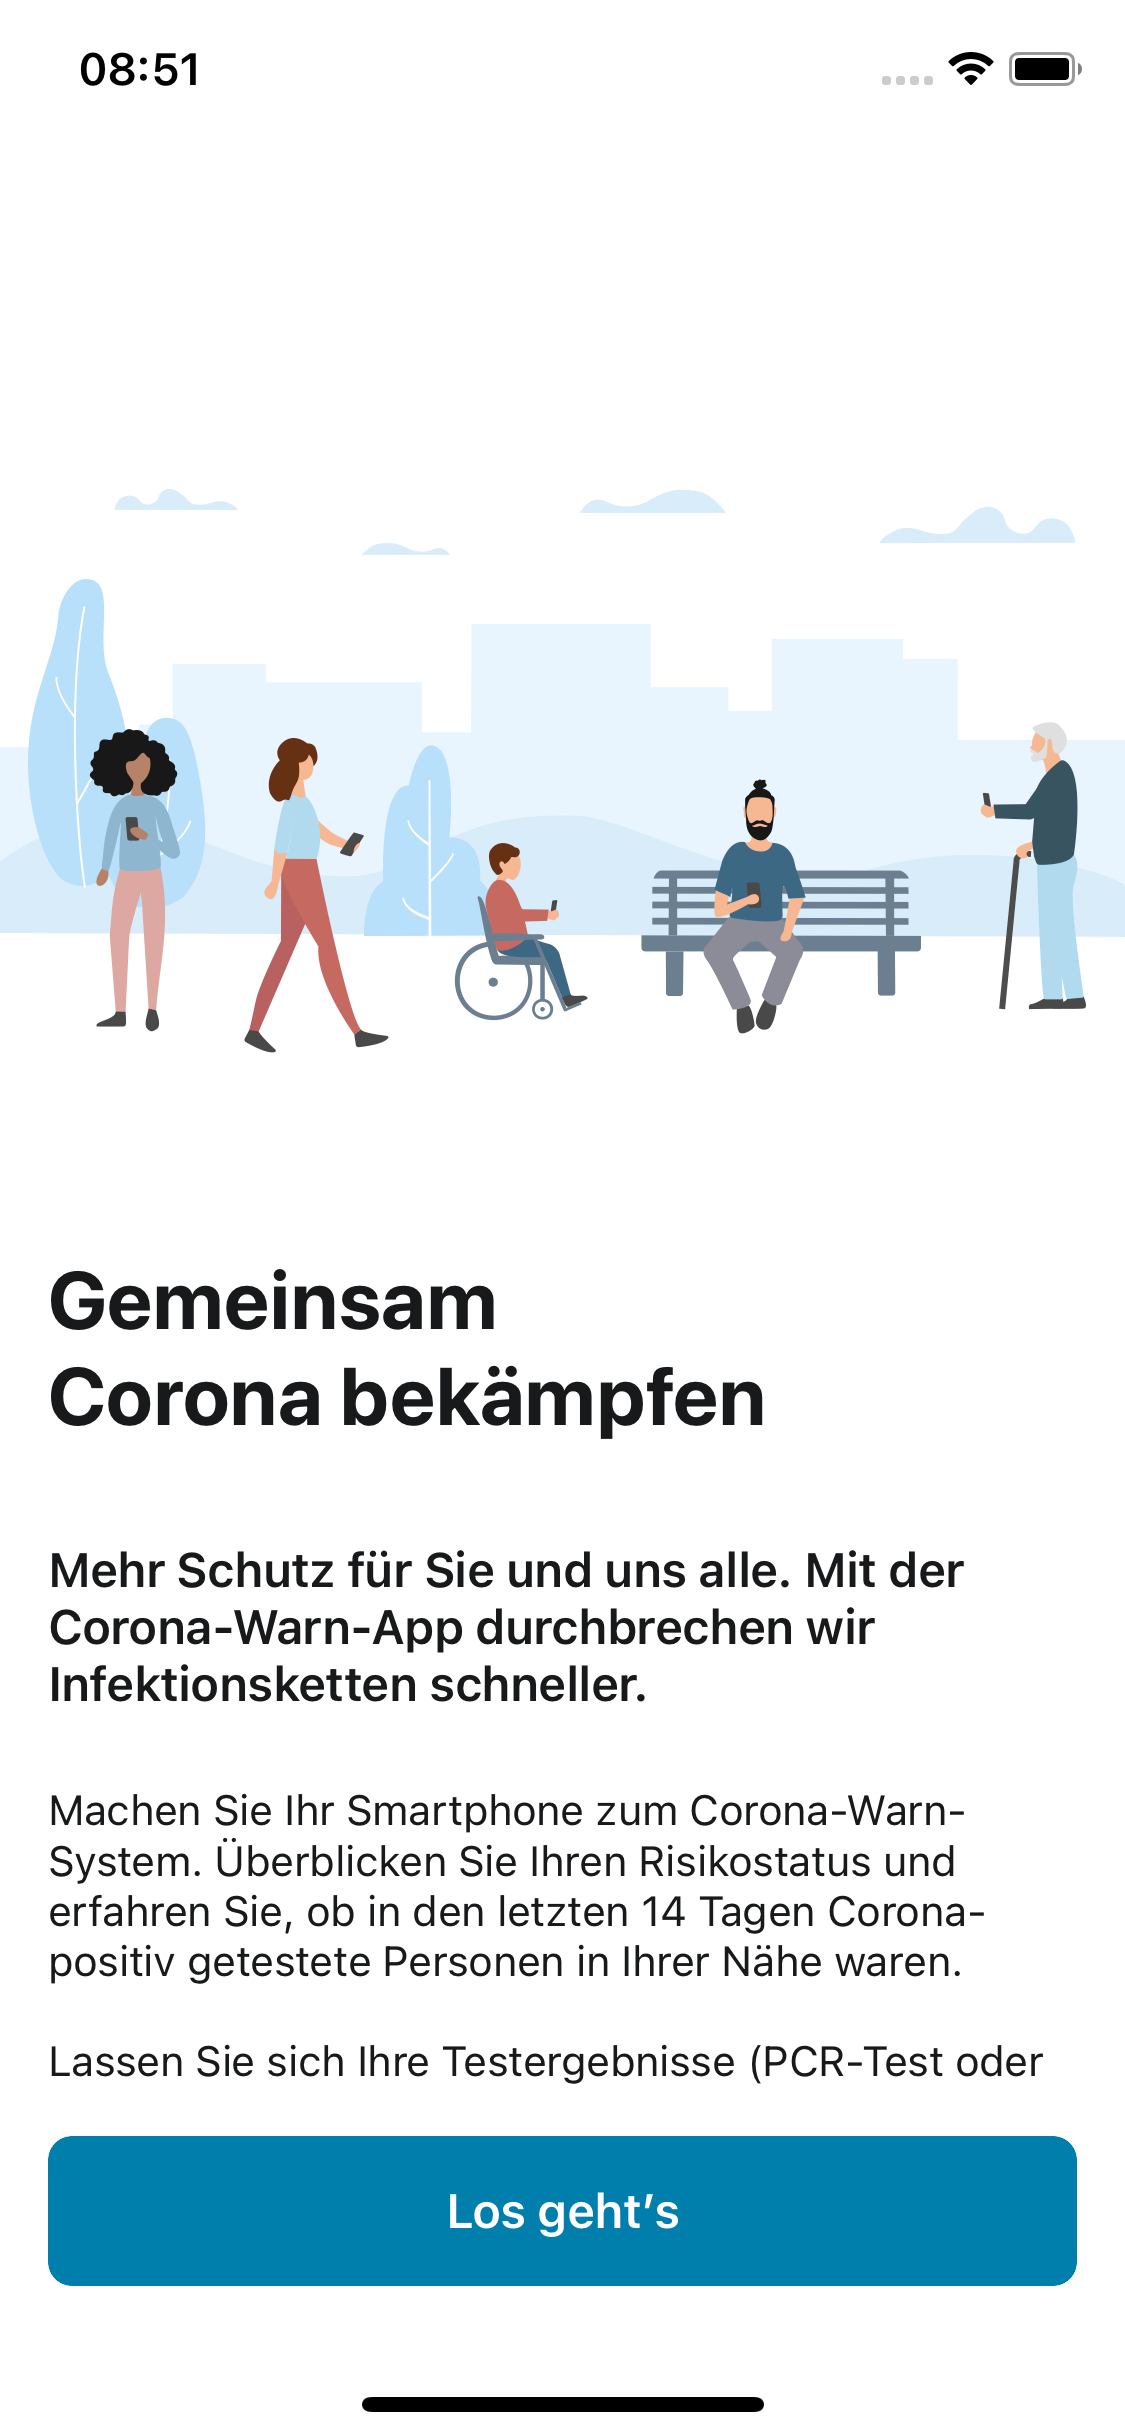 08:51
Gemeinsam
Corona bekämpfen
Mehr Schutz für Sie und uns alle. Mit der
Corona-Warn-App durchbrechen wir
Infektionsketten schneller.
Machen Sie Ihr Smartphone zum Corona-Warn-
System. Überblicken Sie Ihren Risikostatus und
erfahren Sie, ob in den letzten 14 Tagen Corona-
positiv getestete Personen in Ihrer Nähe waren.
Lassen Sie sich Ihre Testergebnisse (PCR-Test oder
Los geht’s